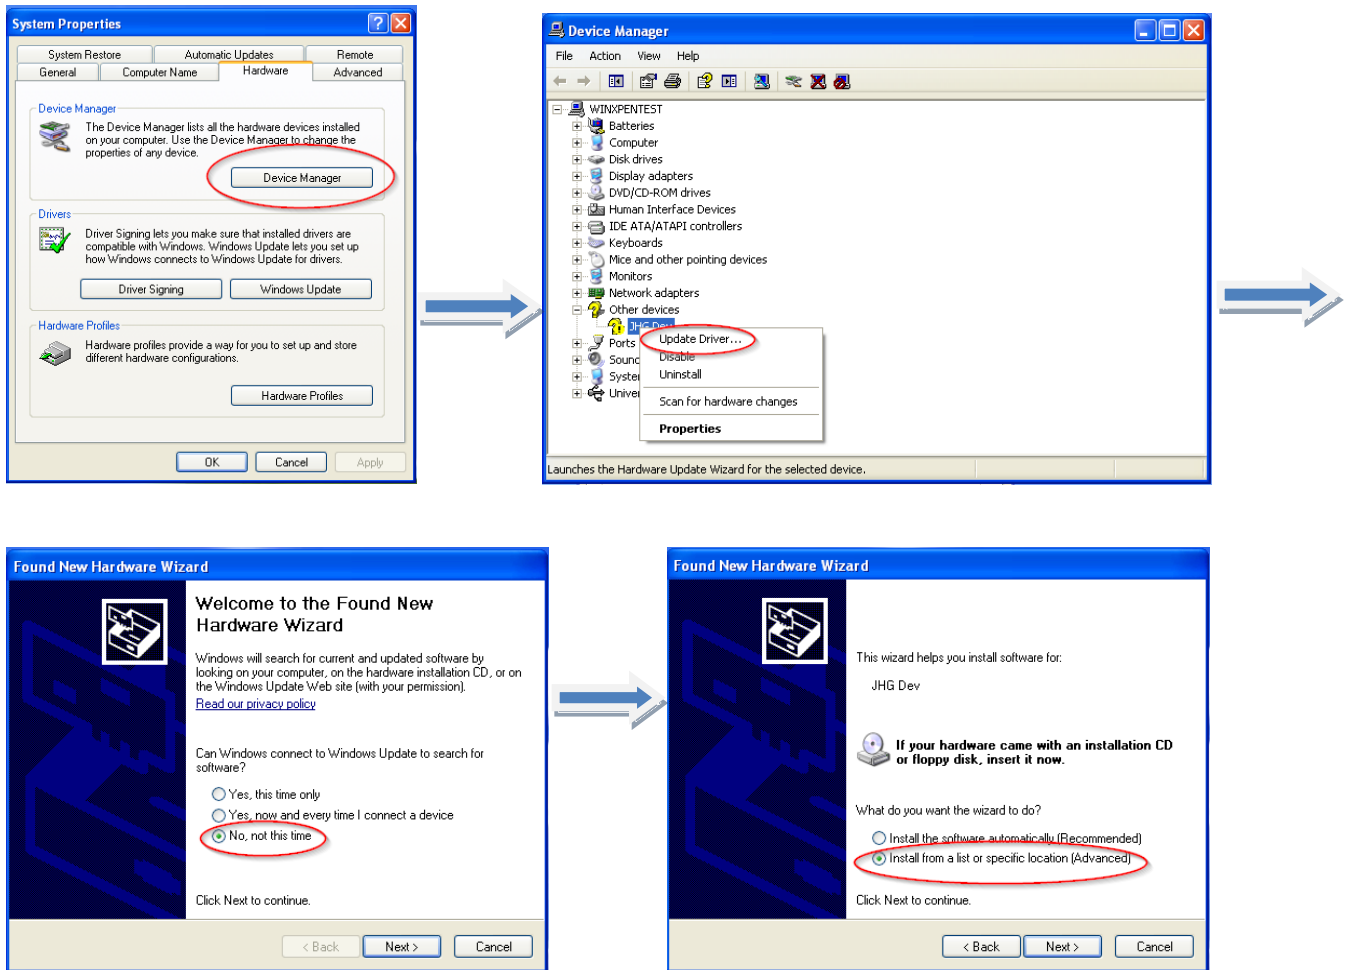 System Properties
System Restore
Automatic Updates
Remote
General
Computer Name
Hardware
Advanced
Device Manager
The Device Manager lists all the hardware devices installed
on your computer. Use the Device Manager to change the
properties of any device.
Device Manager
Drivers
Driver Signing lets you make sure that installed drivers are
compatible with Windows. Windows Update lets you set up
how Windows connects to Windows Update for drivers.
Driver Signing
Windows Update
Hardware Profiles
Hardware profiles provide a way for you to set up and store
different hardware configurations.
Hardware Profiles
OK
Cancel
Apply
Device Manager
File Action View Help
WINXPENTEST
Batteries
Computer
Disk drives
Display adapters
DVD/CD-ROM drives
Human Interface Devices
IDE ATA/ATAPI controllers
Keyboards
Mice and other pointing devices
Monitors
Network adapters
Other devices
JHG Dev
Ports
Soun
Syste
Univer
Update Driver...
Disable
Uninstall
Scan for hardware changes
Properties
Launches the Hardware Update Wizard for the selected device.
Found New Hardware Wizard
Welcome to the Found New
Hardware Wizard
Windows will search for current and updated software by
looking on your computer, on the hardware installation CD, or on
the Windows Update Web site (with your permission).
Read our privacy policy
Can Windows connect to Windows Update to search for
software?
Yes, this time only
Yes, now and every time I connect a device
No, not this time
Click Next to continue.
< Back
Next >
Cancel
Found New Hardware Wizard
This wizard helps you install software for:
JHG Dev
If your hardware came with an installation CD
or floppy disk, insert it now.
What do you want the wizard to do?
Install the software automatically (Recommended)
Install from a list or specific location (Advanced)
Click Next to continue.
< Back
Next >
Cancel